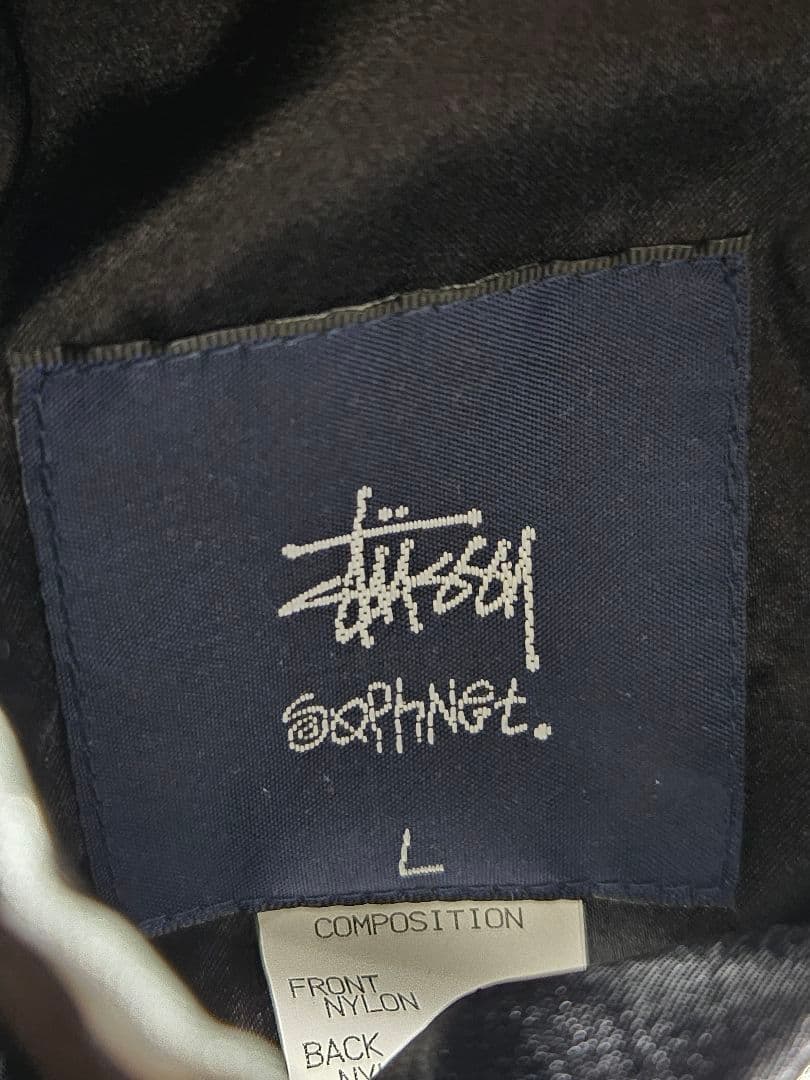 Stüssy
SOPHNET.
L
COMPOSITION
FRONT
NYLON
BACK